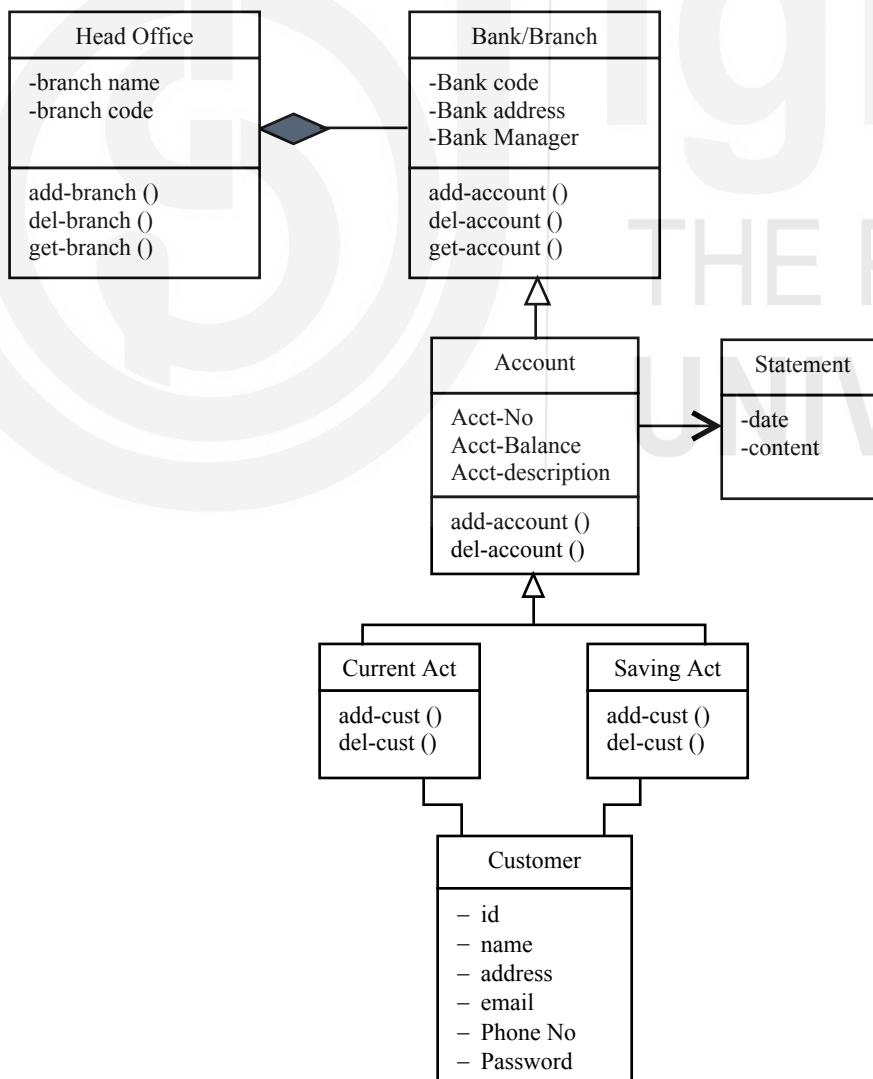 Head Office
-branch name
-branch code
add-branch ()
del-branch ()
get-branch ()
Bank/Branch
-Bank code
-Bank address
-Bank Manager
add-account ()
del-account ()
get-account ()
Account
Acct-No
Acct-Balance
Acct-description
add-account ()
del-account ()
Statement
-date
-content
Current Act
add-cust ()
del-cust ()
Saving Act
add-cust ()
del-cust ()
Customer
– id
– name
– address
– email
– Phone No
– Password
THE